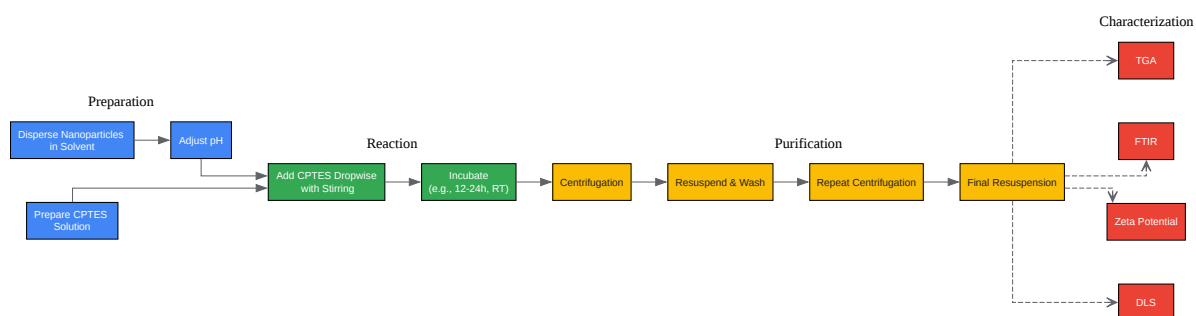 Characterization
TGA
Preparation
Disperse Nanoparticles
in Solvent
Adjust pH
FTIR
Reaction
Purification
Add CPTES Dropwise
with Stirring
Incubate
(e.g., 12-24h, RT)
Centrifugation
Resuspend & Wash
Repeat Centrifugation
Final Resuspension
Prepare CPTES
Solution
Zeta Potential
DLS